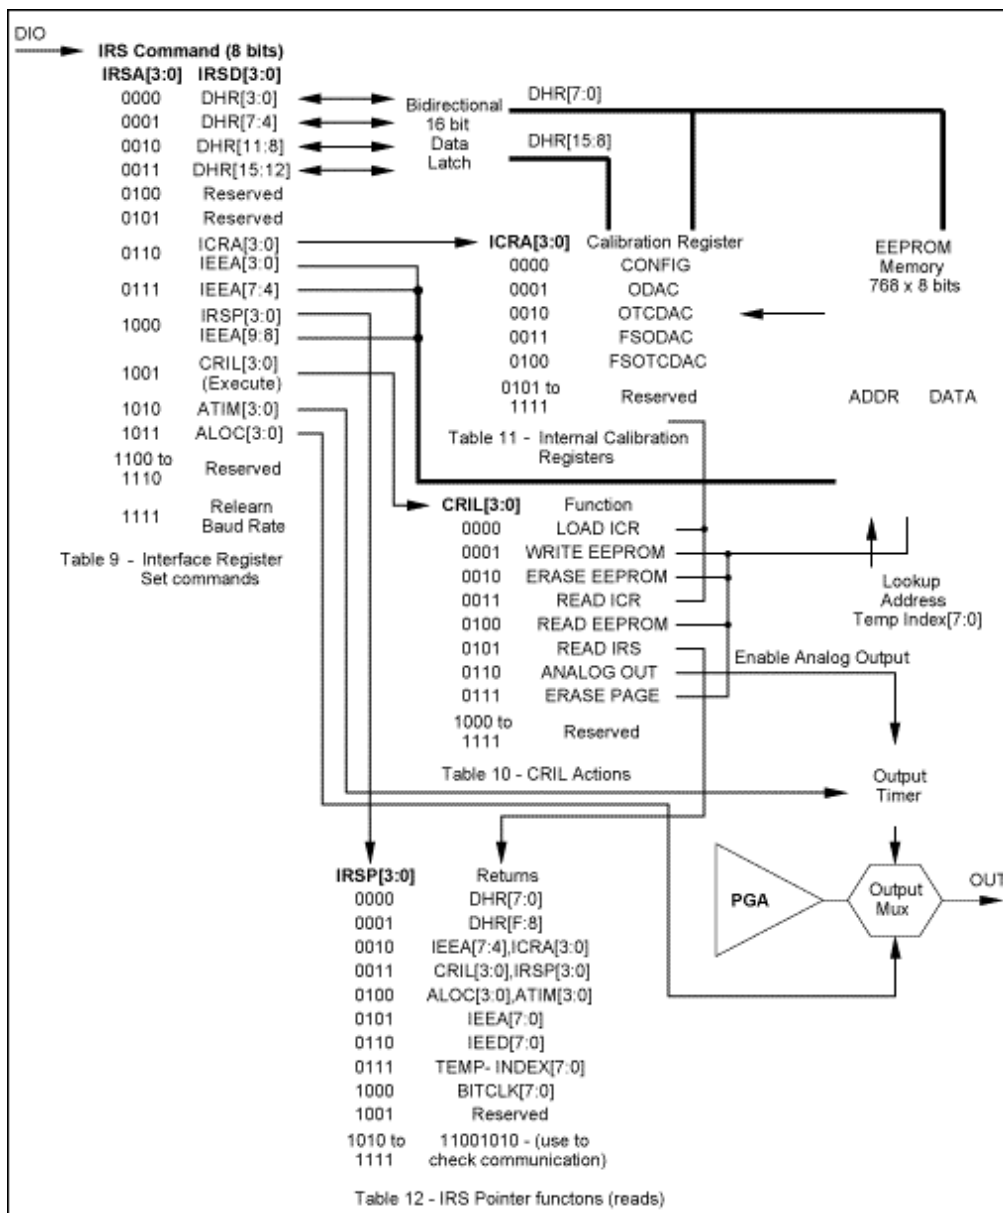 DIO
IRS Command (8 bits)
IRSA[3:0] IRSD[3:0]
0000 DHR[3:0]
0001 DHR[7:4]
0010 DHR[11:8]
0011 DHR[15:12]
0100 Reserved
0101 Reserved
0110 ICRA[3:0]
IEEA[3:0]
0111 IEEA[7:4]
1000 IRSP[3:0]
IEEA[9:8]
1001 CRIL[3:0]
(Execute)
1010 ATIM[3:0]
1011 ALOC[3:0]
1100 to
1110 Reserved
1111 Relearn
Baud Rate
Table 9 - Interface Register
Set commands
Bidirectional
16 bit
Data
Latch
DHR[7:0]
DHR[15:8]
ICRA[3:0] Calibration Register
0000 CONFIG
0001 ODAC
0010 OTCDAC
0011 FSODAC
0100 FSOTCDAC
0101 to
1111 Reserved
Table 11 - Internal Calibration
Registers
EEPROM
Memory
768 x 8 bits
ADDR DATA
CRIL[3:0] Function
0000 LOAD ICR
0001 WRITE EEPROM
0010 ERASE EEPROM
0011 READ ICR
0100 READ EEPROM
0101 READ IRS
0110 ANALOG OUT
0111 ERASE PAGE
1000 to
1111 Reserved
Table 10 - CRIL Actions
Lookup
Address
Temp Index[7:0]
Enable Analog Output
Output
Timer
PGA
Output
Mux
OUT
IRSP[3:0] Returns
0000 DHR[7:0]
0001 DHR[F:8]
0010 IEEA[7:4],ICRA[3:0]
0011 CRIL[3:0],IRSP[3:0]
0100 ALOC[3:0],ATIM[3:0]
0101 IEEA[7:0]
0110 IEED[7:0]
0111 TEMP- INDEX[7:0]
1000 BITCLK[7:0]
1001 Reserved
1010 to 11001010 - (use to
1111 check communication)
Table 12 - IRS Pointer functons (reads)